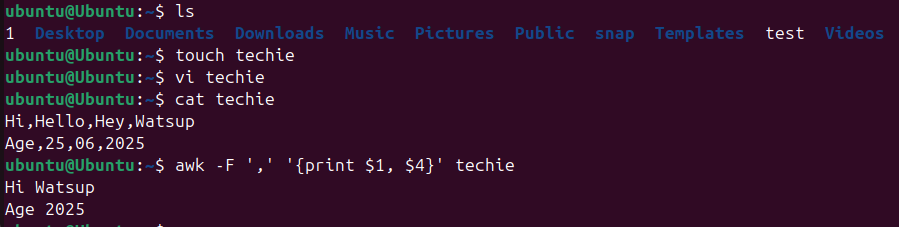 ubuntu@Ubuntu:~$ ls
1 Desktop Documents Downloads Music Pictures Public snap Templates test Videos
ubuntu@Ubuntu:~$ touch techie
ubuntu@Ubuntu:~$ vi techie
ubuntu@Ubuntu:~$ cat techie
Hi,Hello,Hey,Watsup
Age,25,06,2025
ubuntu@Ubuntu:~$ awk -F ',' '{print $1, $4}' techie
Hi Watsup
Age 2025